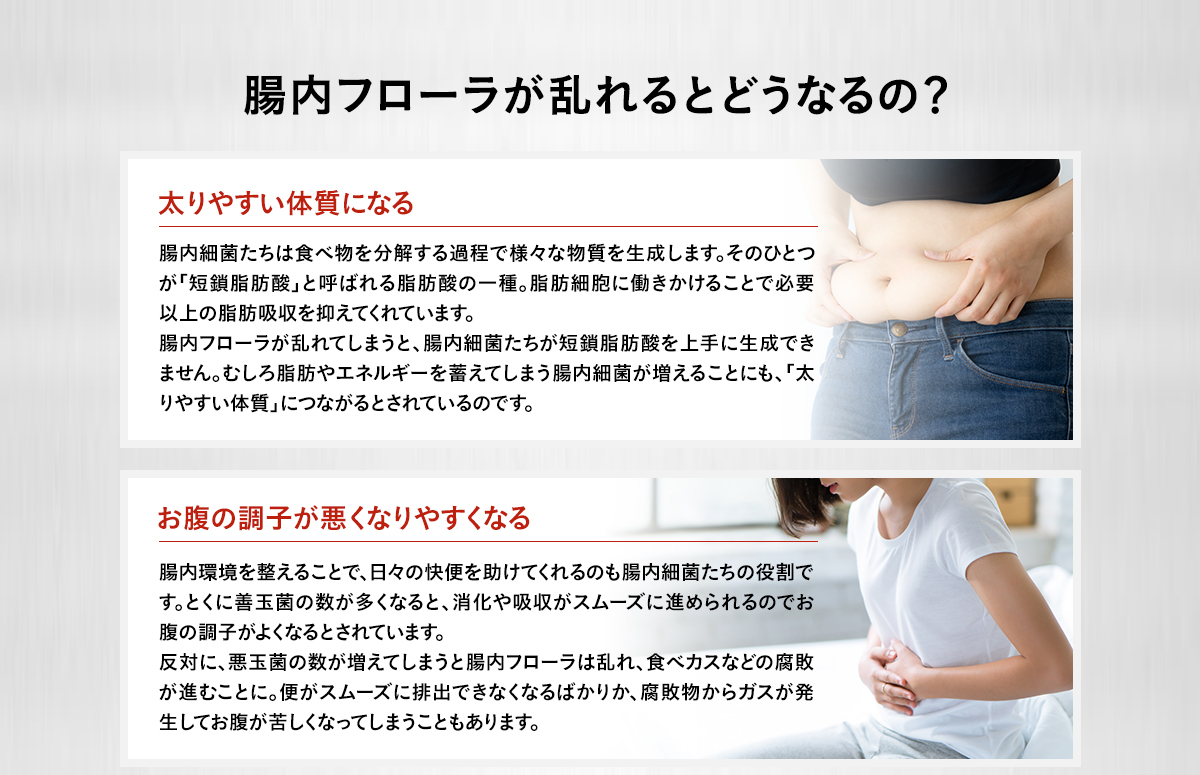 腸内フローラが乱れるとどうなるの？
太りやすい体質になる
腸内細菌たちは食べ物を分解する過程で様々な物質を生成します。そのひとつ
が「短鎖脂肪酸」と呼ばれる脂肪酸の一種。脂肪細胞に働きかけることで必要
以上の脂肪吸収を抑えてくれています。
腸内フローラが乱れてしまうと、腸内細菌たちが短鎖脂肪酸を上手に生成でき
ません。むしろ脂肪やエネルギーを蓄えてしまう腸内細菌が増えることにも、「太
りやすい体質」につながるとされているのです。
お腹の調子が悪くなりやすくなる
腸内環境を整えることで、日々の快便を助けてくれるのも腸内細菌たちの役割で
す。とくに善玉菌の数が多くなると、消化や吸収がスムーズに進められるのでお
腹の調子がよくなるとされています。
反対に、悪玉菌の数が増えてしまうと腸内フローラは乱れ、食べカスなどの腐敗
が進むことに。便がスムーズに排出できなくなるばかりか、腐敗物からガスが発
生してお腹が苦しくなってしまうこともあります。